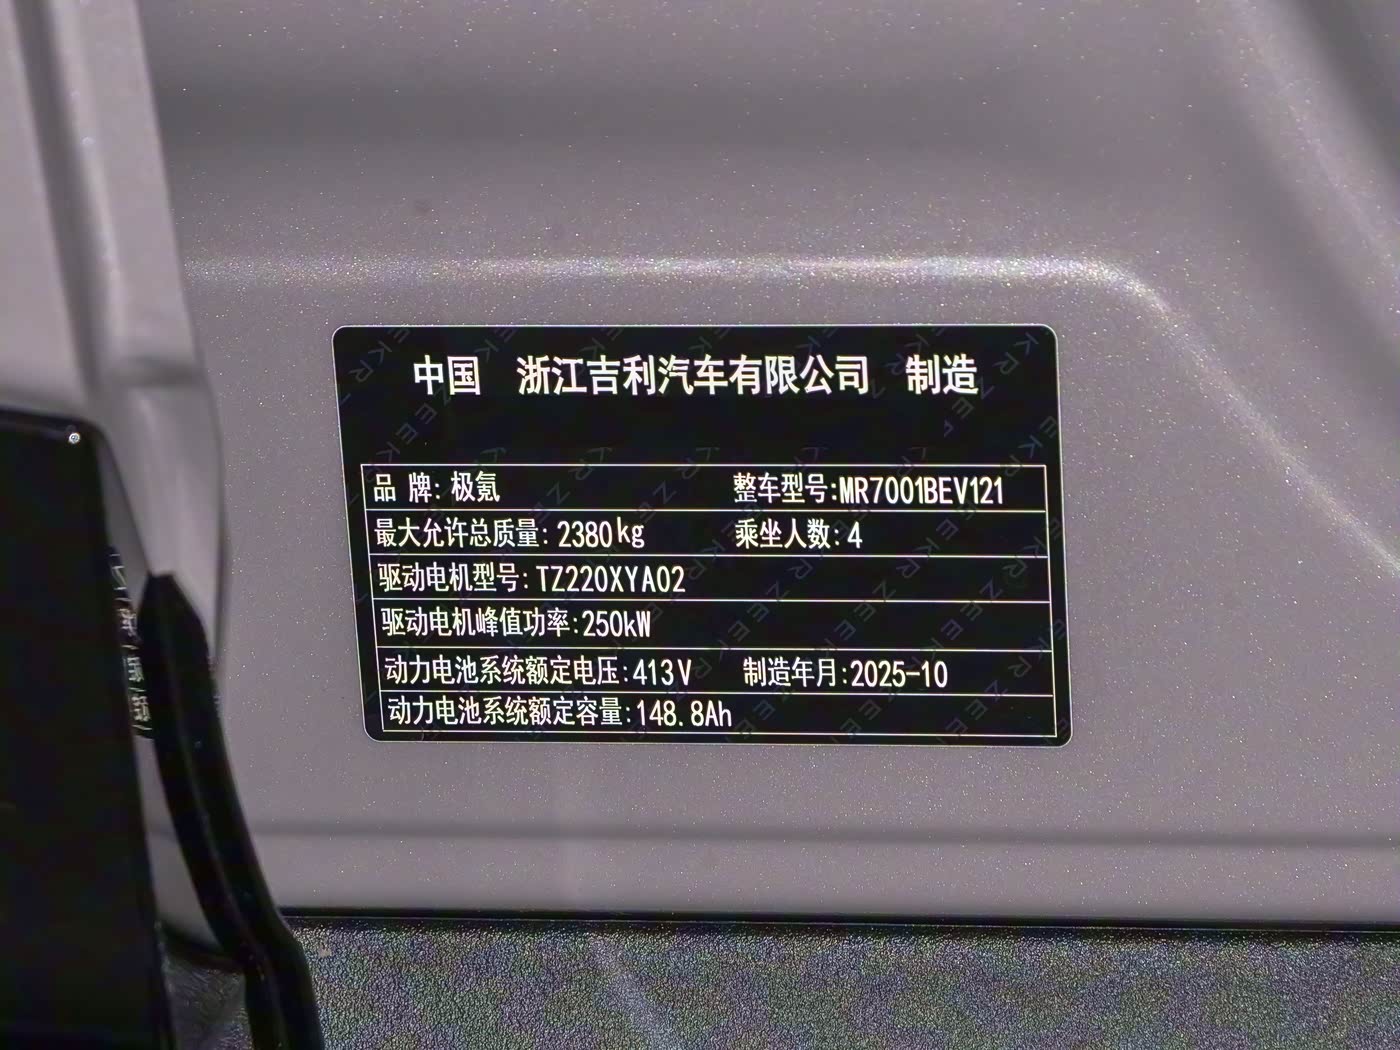 中国 浙江吉利汽车有限公司 制造
品 牌: 极氪 整车型号:MR7001BEV121
最大允许总质量: 2380kg 乘坐人数: 4
驱动电机型号: TZ220XYA02
驱动电机峰值功率:250kW
动力电池系统额定电压:413V 制造年月:2025-10
动力电池系统额定容量:148.8Ah